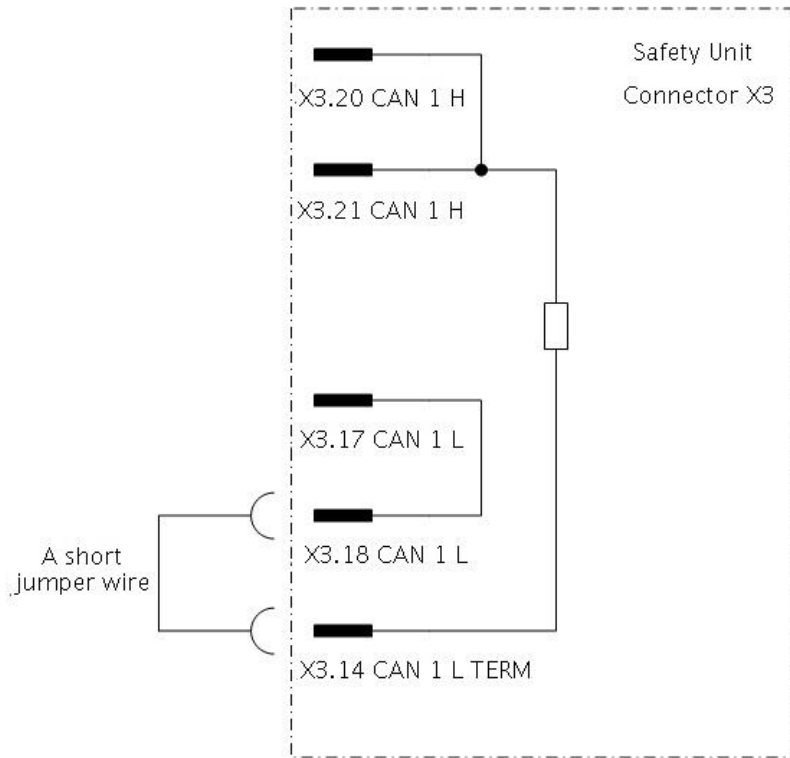 Safety Unit
Connector X3
X3.20 CAN 1 H
X3.21 CAN 1 H
X3.17 CAN 1 L
X3.18 CAN 1 L
A short
jumper wire
X3.14 CAN 1 L TERM